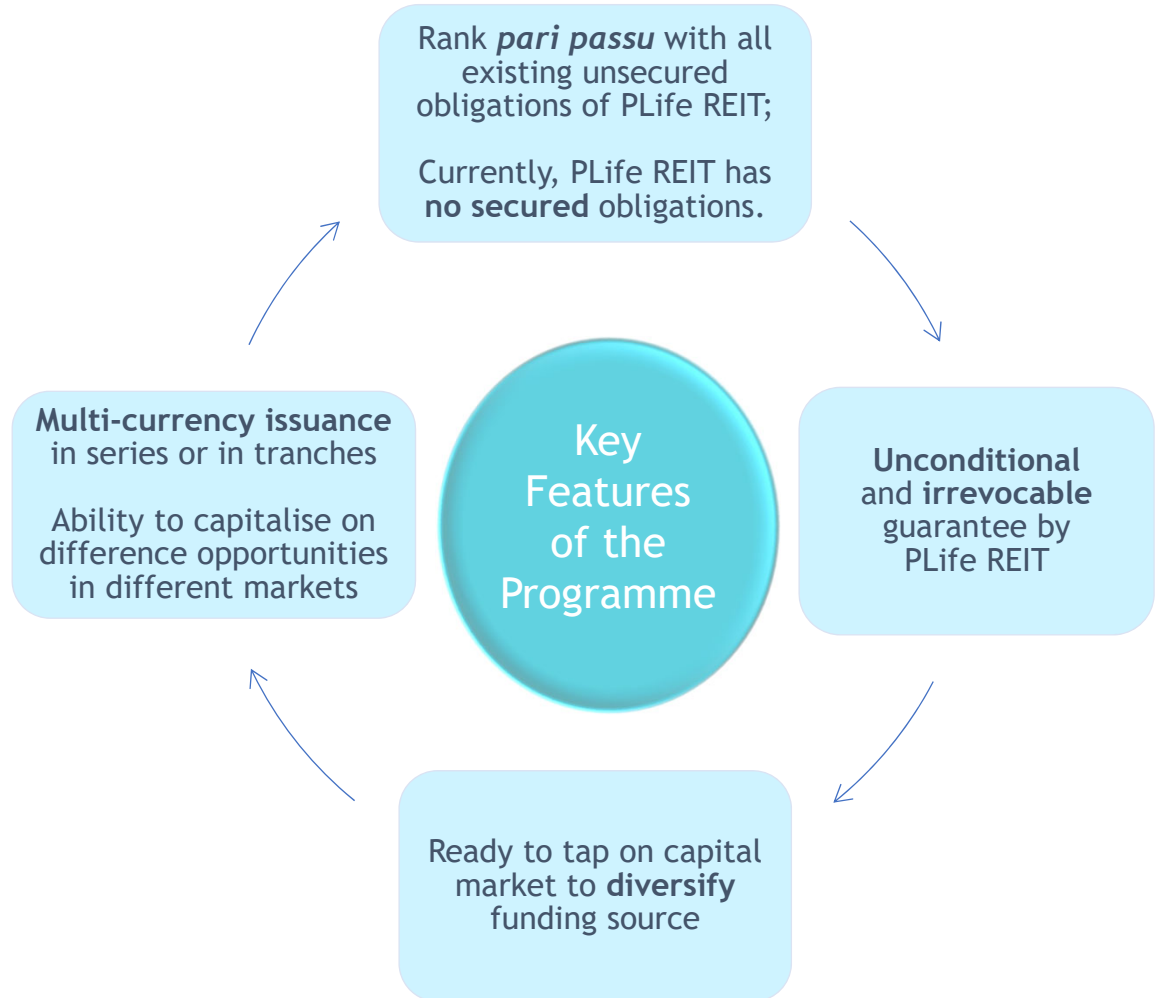 Rank pari passu with all
existing unsecured
obligations of PLife REIT;
Currently, PLife REIT has
no secured obligations.
Unconditional
and irrevocable
guarantee by
PLife REIT
Ready to tap on capital
market to diversify
funding source
Multi-currency issuance
in series or in tranches
Ability to capitalise on
difference opportunities
in different markets
Key
Features
of the
Programme